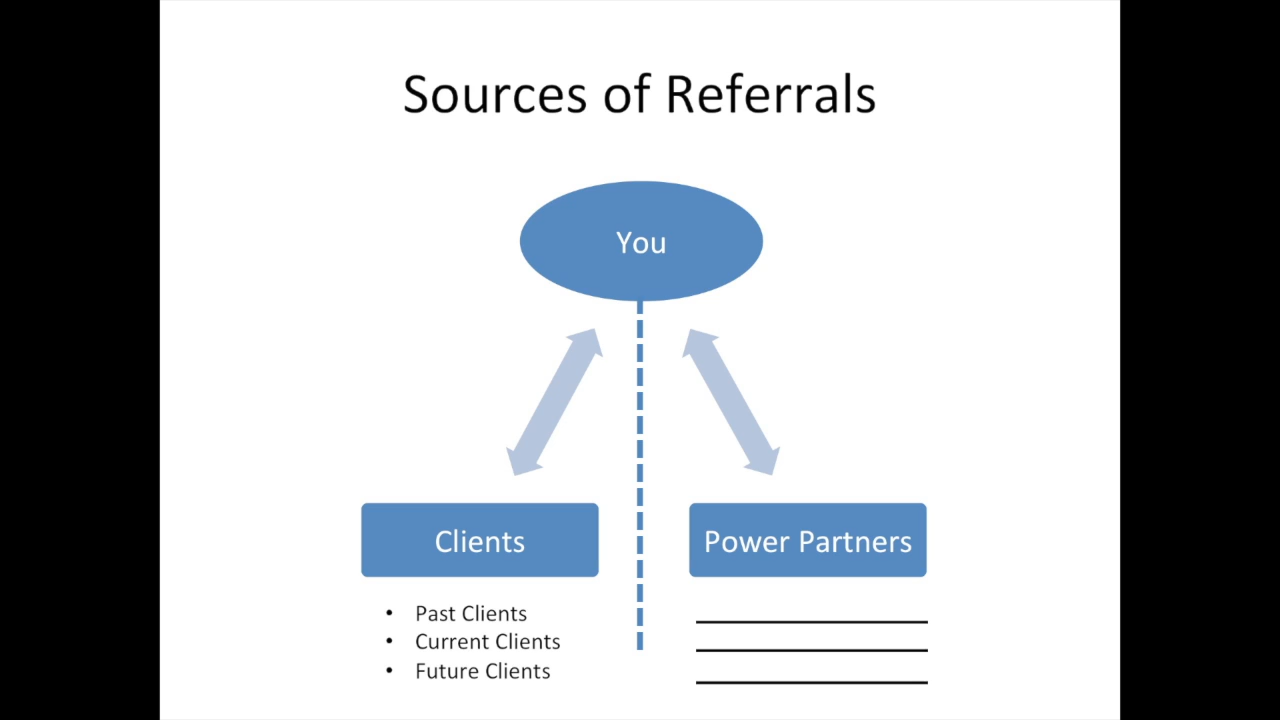 Sources of Referrals
You
Clients
Power Partners
• Past Clients
• Current Clients
• Future Clients